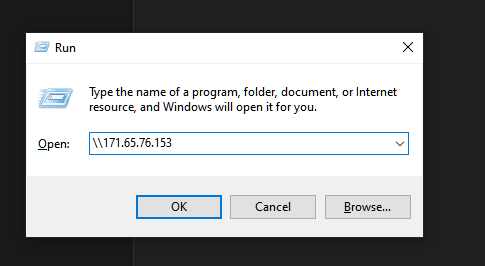 Run
Type the name of a program, folder, document, or Internet
resource, and Windows will open it for you.
Open: \\171.65.76.153
OK Cancel Browse...